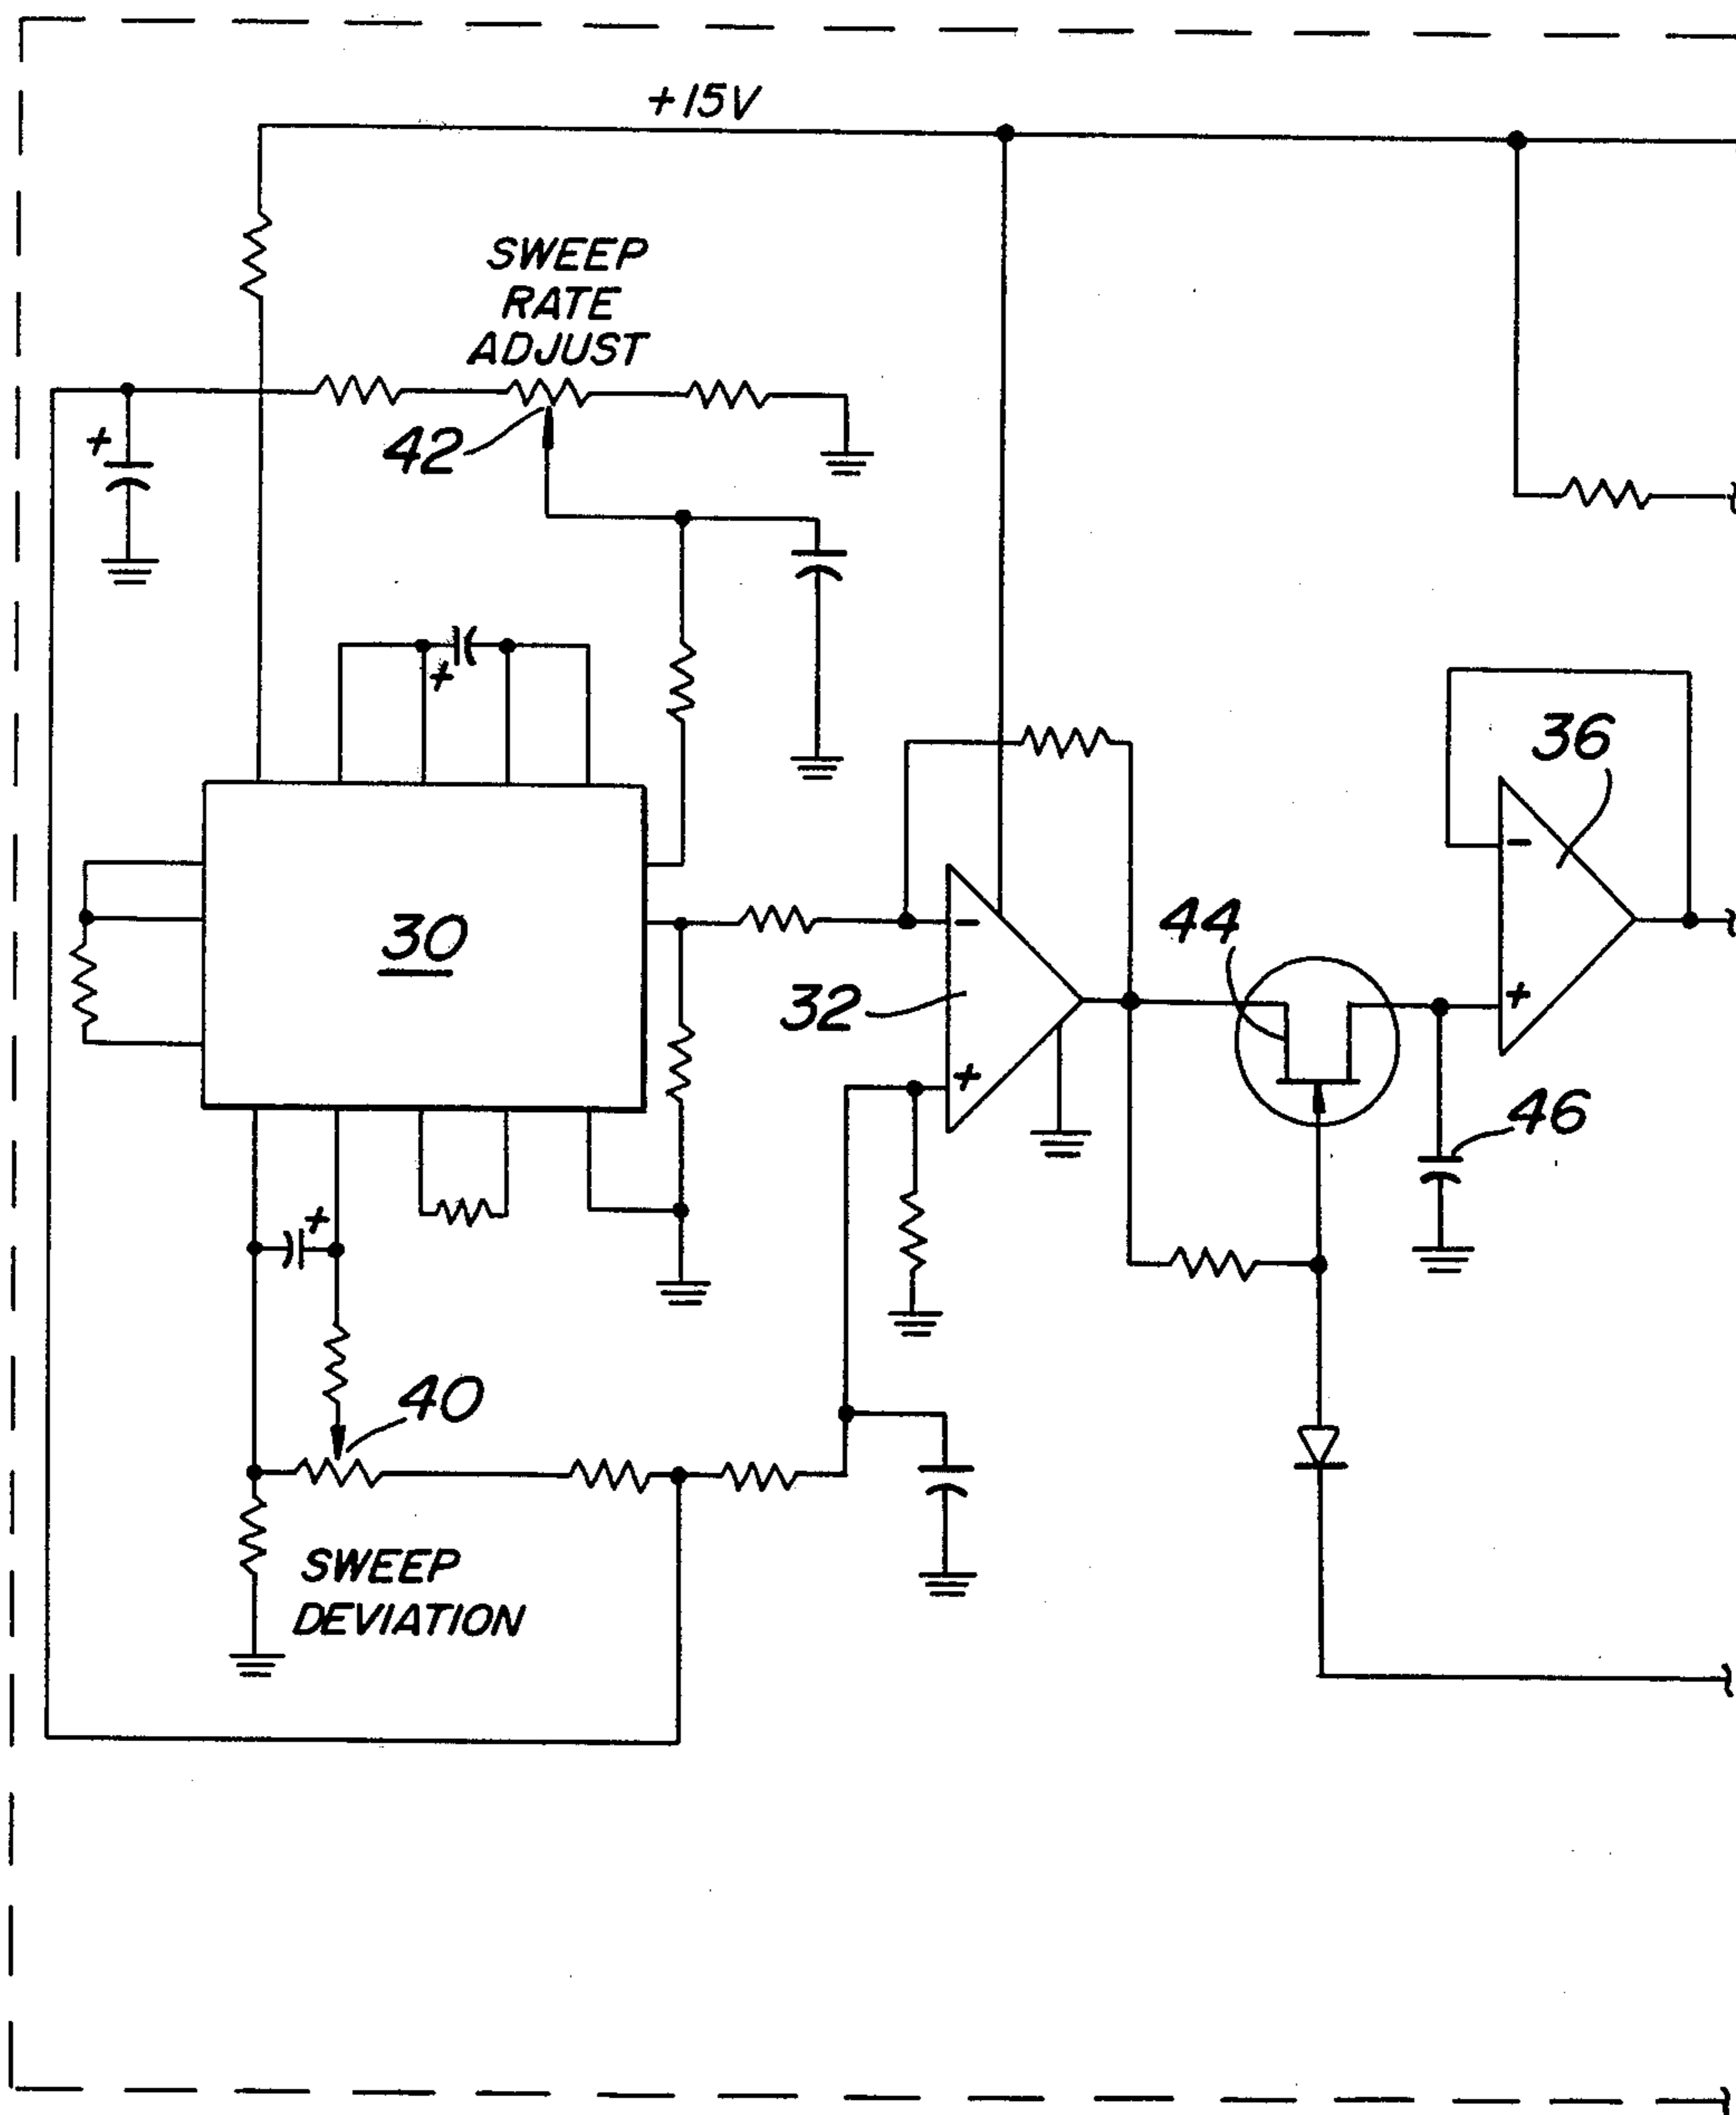 +15V
SWEEP
RATE
ADJUST
42
+
+
36
-
30
44
-
32
+
+
46
+
40
SWEEP
DEVIATION